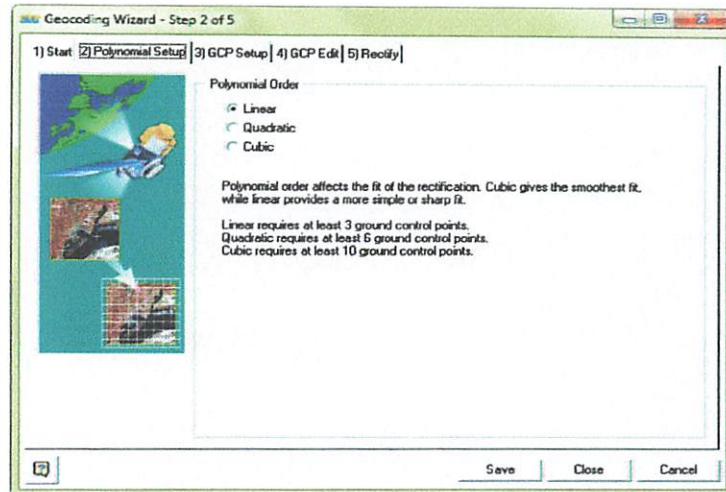 Geocoding Wizard - Step 2 of 5
1) Start 2) Polynomial Setup 3) GCP Setup 4) GCP Edit 5) Rectify
Polynomial Order
Linear
Quadratic
Cubic
Polynomial order affects the fit of the rectification. Cubic gives the smoothest fit,
while linear provides a more simple or sharp fit.
Linear requires at least 3 ground control points.
Quadratic requires at least 6 ground control points.
Cubic requires at least 10 ground control points.
Save Close Cancel